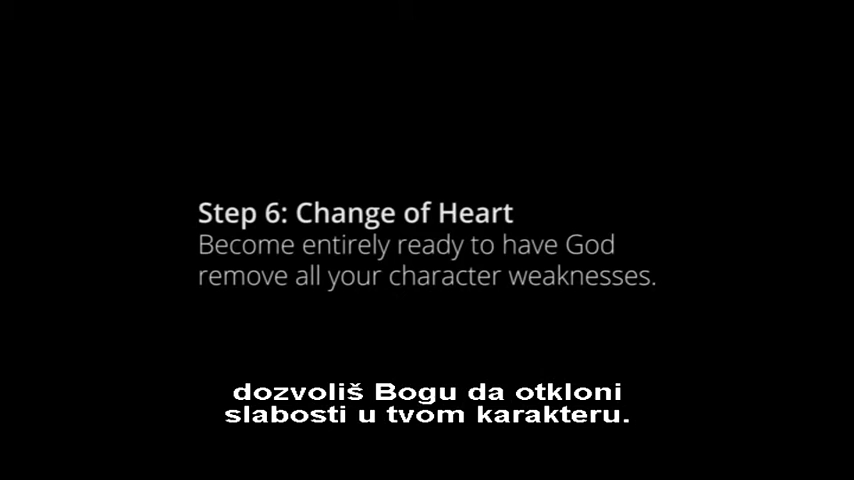 Step 6: Change of Heart
Become entirely ready to have God
remove all your character weaknesses.
dozvoliš Bogu da otkloni
slabosti u tvom karakteru.